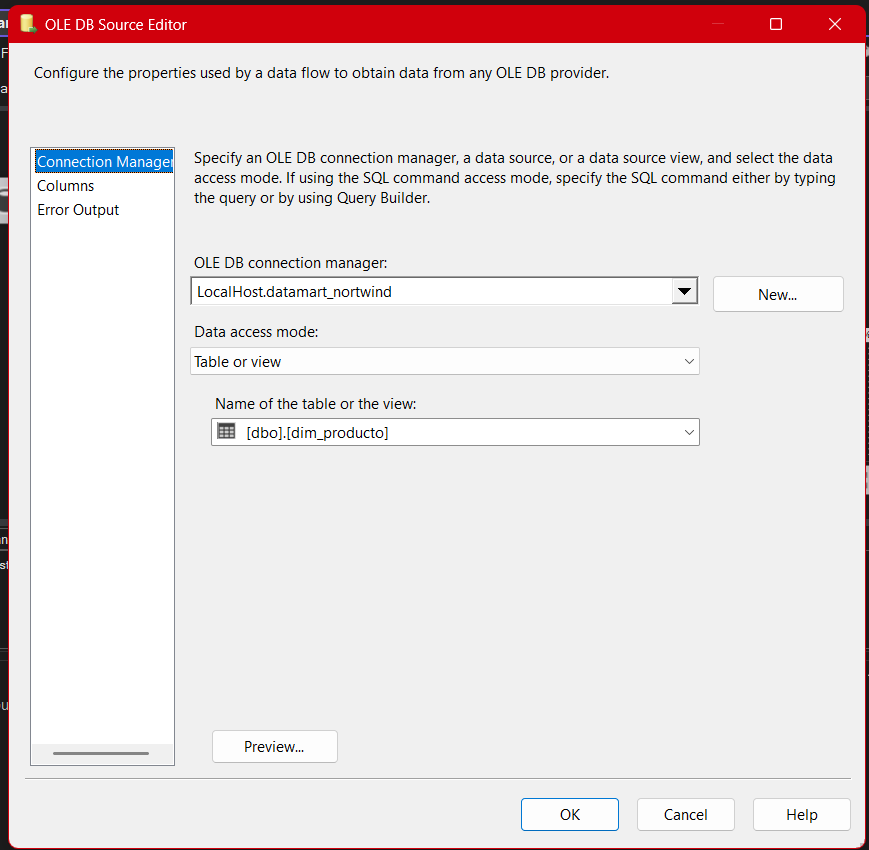 OLE DB Source Editor
Configure the properties used by a data flow to obtain data from any OLE DB provider.
Connection Manager
Columns
Error Output
Specify an OLE DB connection manager, a data source, or a data source view, and select the data
access mode. If using the SQL command access mode, specify the SQL command either by typing
the query or by using Query Builder.
OLE DB connection manager:
LocalHost.datamart_nortwind
New...
Data access mode:
Table or view
Name of the table or the view:
[dbo].[dim_producto]
Preview...
OK
Cancel
Help